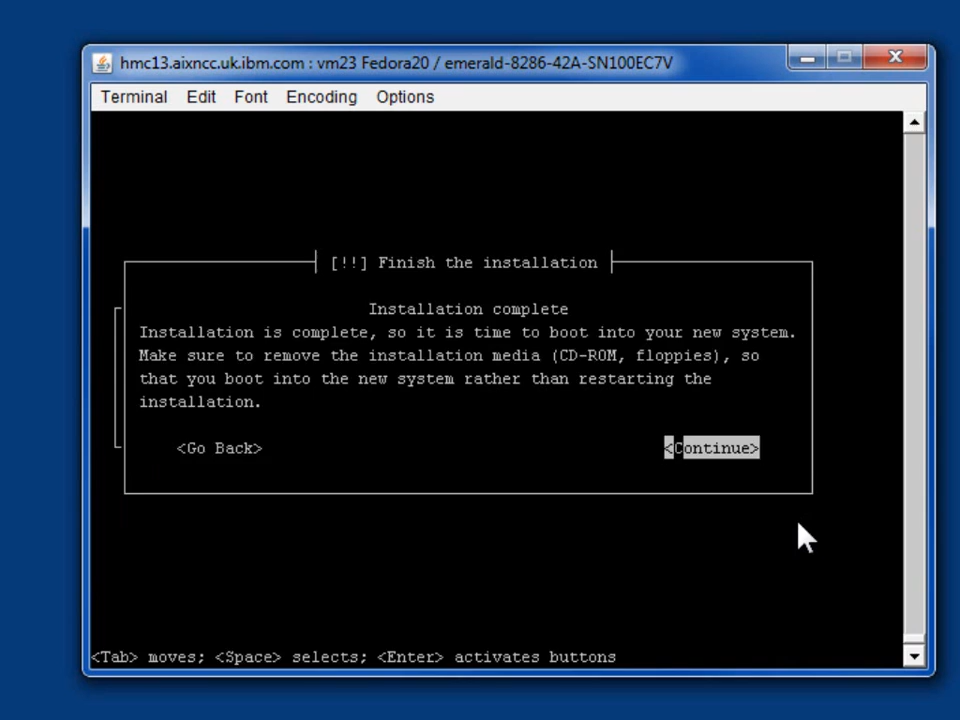 hmc13.aixncc.uk.ibm.com : vm23 Fedora20 / emerald-8286-42A-SN100EC7V
Terminal Edit Font Encoding Options
[!!] Finish the installation
Installation complete
Installation is complete, so it is time to boot into your new system.
Make sure to remove the installation media (CD-ROM, floppies), so
that you boot into the new system rather than restarting the
installation.
<Go Back> <Continue>
<Tab> moves; <Space> selects; <Enter> activates buttons